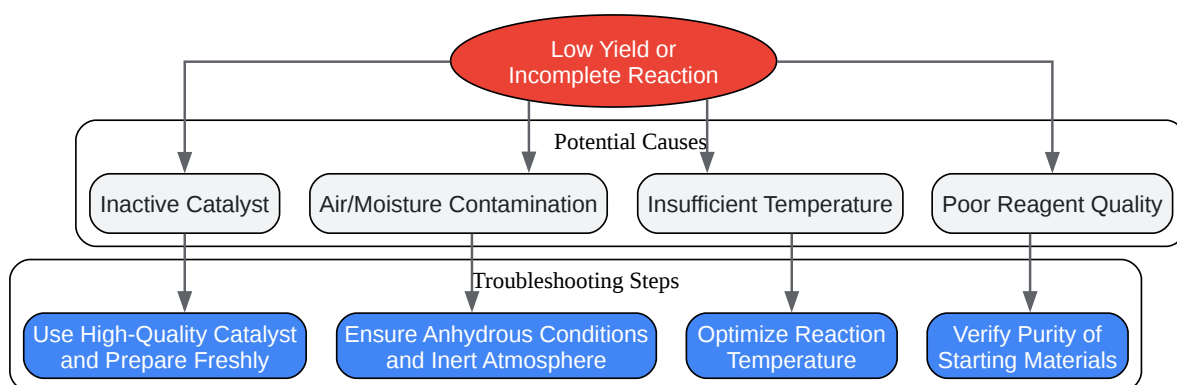 Low Yield or
Incomplete Reaction
Potential Causes
Inactive Catalyst
Air/Moisture Contamination
Insufficient Temperature
Poor Reagent Quality
Troubleshooting Steps
Use High-Quality Catalyst
and Prepare Freshly
Ensure Anhydrous Conditions
and Inert Atmosphere
Optimize Reaction
Temperature
Verify Purity of
Starting Materials